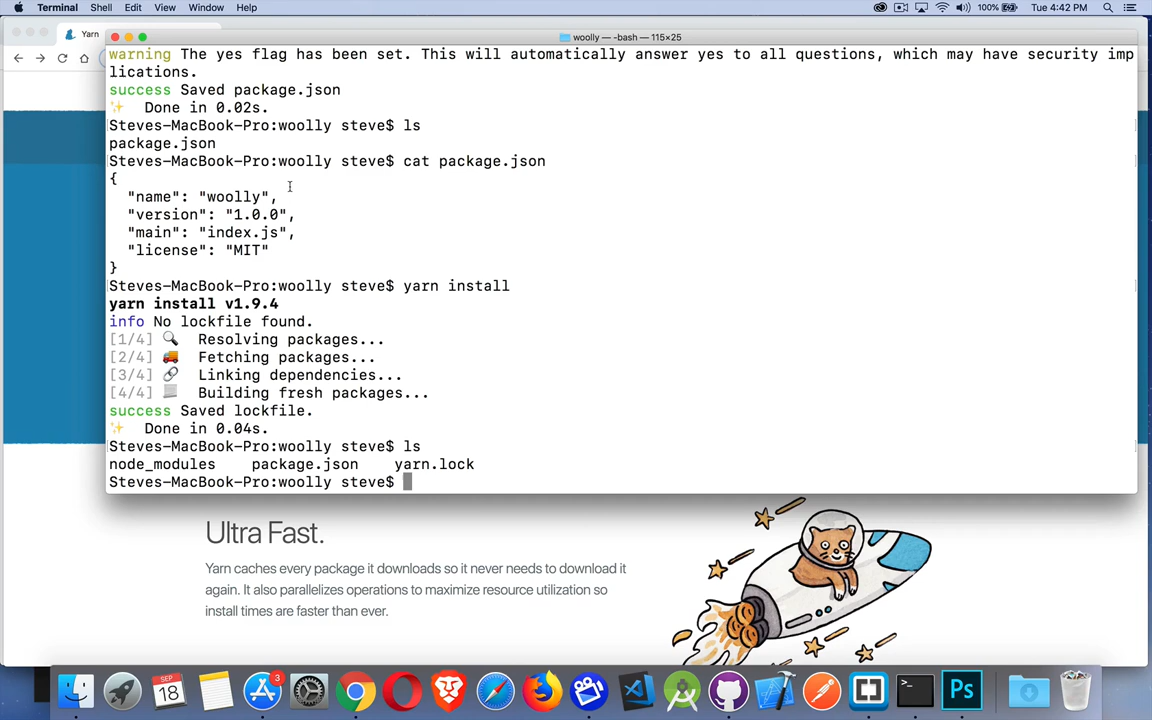 Terminal Shell Edit View Window Help 100% Tue 4:42 PM
Yarn
woolly — -bash — 115×25
warning The yes flag has been set. This will automatically answer yes to all questions, which may have security imp
lications.
success Saved package.json
Done in 0.02s.
Steves-MacBook-Pro:woolly steve$ ls
package.json
Steves-MacBook-Pro:woolly steve$ cat package.json
{
"name": "woolly",
"version": "1.0.0",
"main": "index.js",
"license": "MIT"
}
Steves-MacBook-Pro:woolly steve$ yarn install
yarn install v1.9.4
info No lockfile found.
[1/4] Resolving packages...
[2/4] Fetching packages...
[3/4] Linking dependencies...
[4/4] Building fresh packages...
success Saved lockfile.
Done in 0.04s.
Steves-MacBook-Pro:woolly steve$ ls
node_modules package.json yarn.lock
Steves-MacBook-Pro:woolly steve$
Ultra Fast.
Yarn caches every package it downloads so it never needs to download it
again. It also parallelizes operations to maximize resource utilization so
install times are faster than ever.
SEP
18
3
>_
Ps